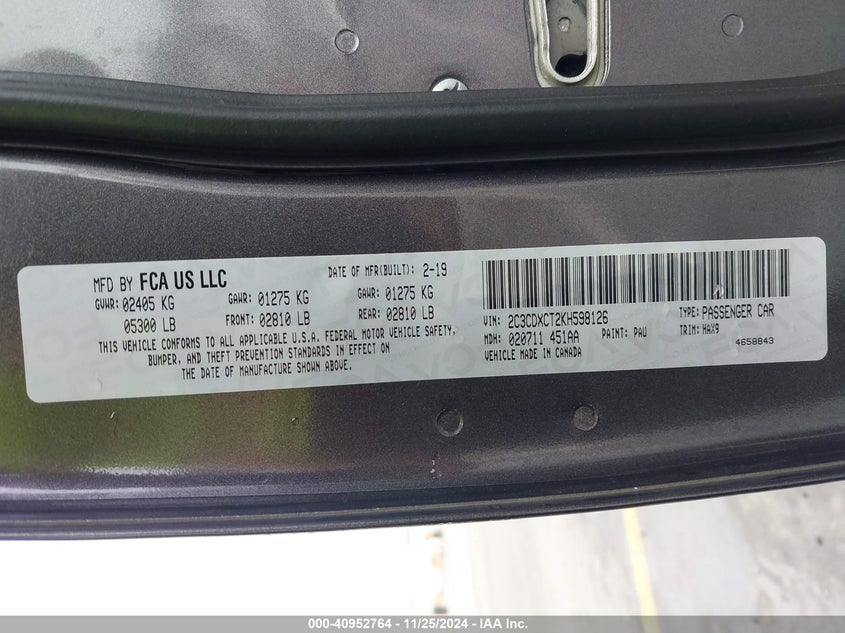 MFD BY FCA US LLC DATE OF MFR(BUILT): 2-19
GVWR: 02405 KG GAWR: 01275 KG GAWR: 01275 KG
05300 LB FRONT: 02810 LB REAR: 02810 LB
THIS VEHICLE CONFORMS TO ALL APPLICABLE U.S.A. FEDERAL MOTOR VEHICLE SAFETY,
BUMPER, AND THEFT PREVENTION STANDARDS IN EFFECT ON
THE DATE OF MANUFACTURE SHOWN ABOVE.
VIN: 2C3CDXCT2KH598126 TYPE: PASSENGER CAR
MDH: 020711 451AA PAINT: PAU TRIM: HAX9
VEHICLE MADE IN CANADA 4658843
000-40952764 - 11/25/2024 - IAA Inc.